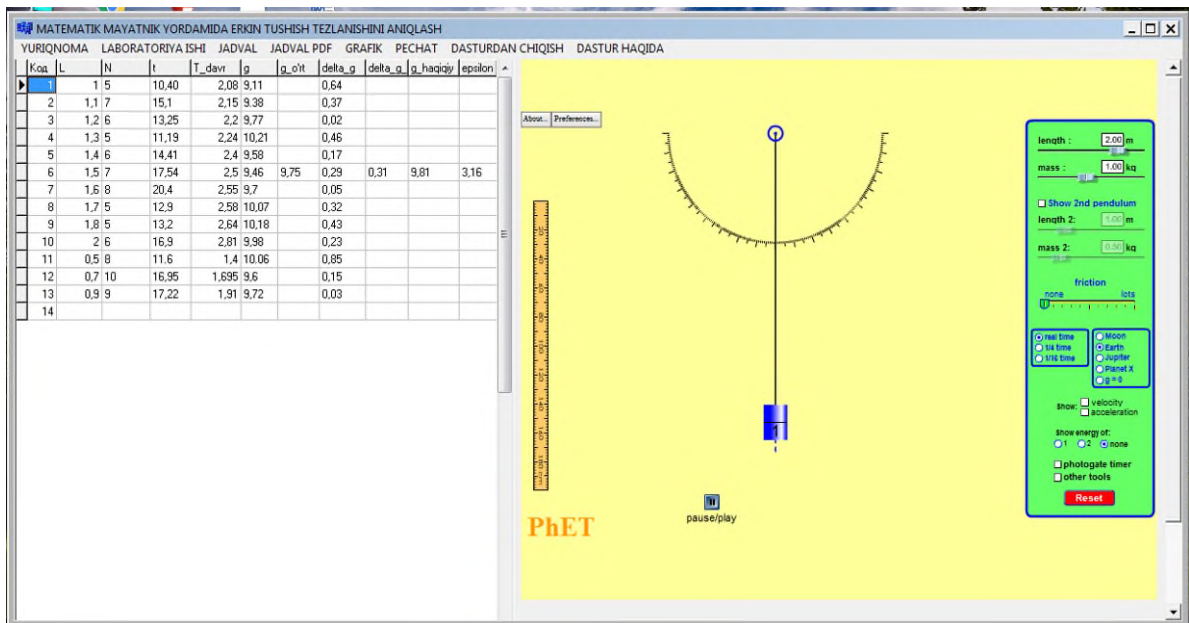 MATEMATIK MAYATNIK YORDAMIDA ERKIN TUSHISH TEZLANISHINI ANIQLASH
YURIQNOMA LABORATORIYA ISHI JADVAL JADVAL PDF GRAFIK PECHAT DASTURDAN CHIQISH DASTUR HAQIDA
Код L N t T_davr g g_o'rt delta_g delta_g_ g_haqiqiy epsilon
1 1 5 10,40 2,08 9,11 0,64
2 1,1 7 15,1 2,15 9.38 0,37
3 1,2 6 13,25 2,2 9,77 0,02
4 1,3 5 11,19 2,24 10,21 0,46
5 1,4 6 14,41 2,4 9,58 0,17
6 1,5 7 17,54 2,5 9,46 9,75 0,29 0,31 9,81 3,16
7 1,6 8 20,4 2,55 9,7 0,05
8 1,7 5 12,9 2,58 10,07 0,32
9 1,8 5 13,2 2,64 10,18 0,43
10 2 6 16,9 2,81 9,98 0,23
11 0,5 8 11.6 1,4 10.06 0,85
12 0,7 10 16,95 1,695 9,6 0,15
13 0,9 9 17,22 1,91 9,72 0,03
14
About... Preferences...
1
pause/play
PhET
length : 2.00 m
mass : 1.00 kg
Show 2nd pendulum
length 2: 1.00 m
mass 2: 0.50 kg
friction
none lots
real time
1/4 time
1/16 time
Moon
Earth
Jupiter
Planet X
g = 0
Show: velocity
acceleration
Show energy of:
1 2 none
photogate timer
other tools
Reset